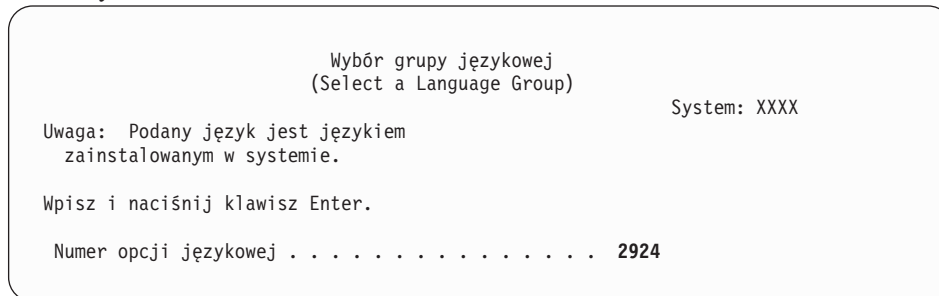 Wybór grupy językowej
(Select a Language Group)
System: XXXX
Uwaga: Podany język jest językiem
zainstalowanym w systemie.
Wpisz i naciśnij klawisz Enter.
Numer opcji językowej . . . . . . . . . . . . . . . 2924